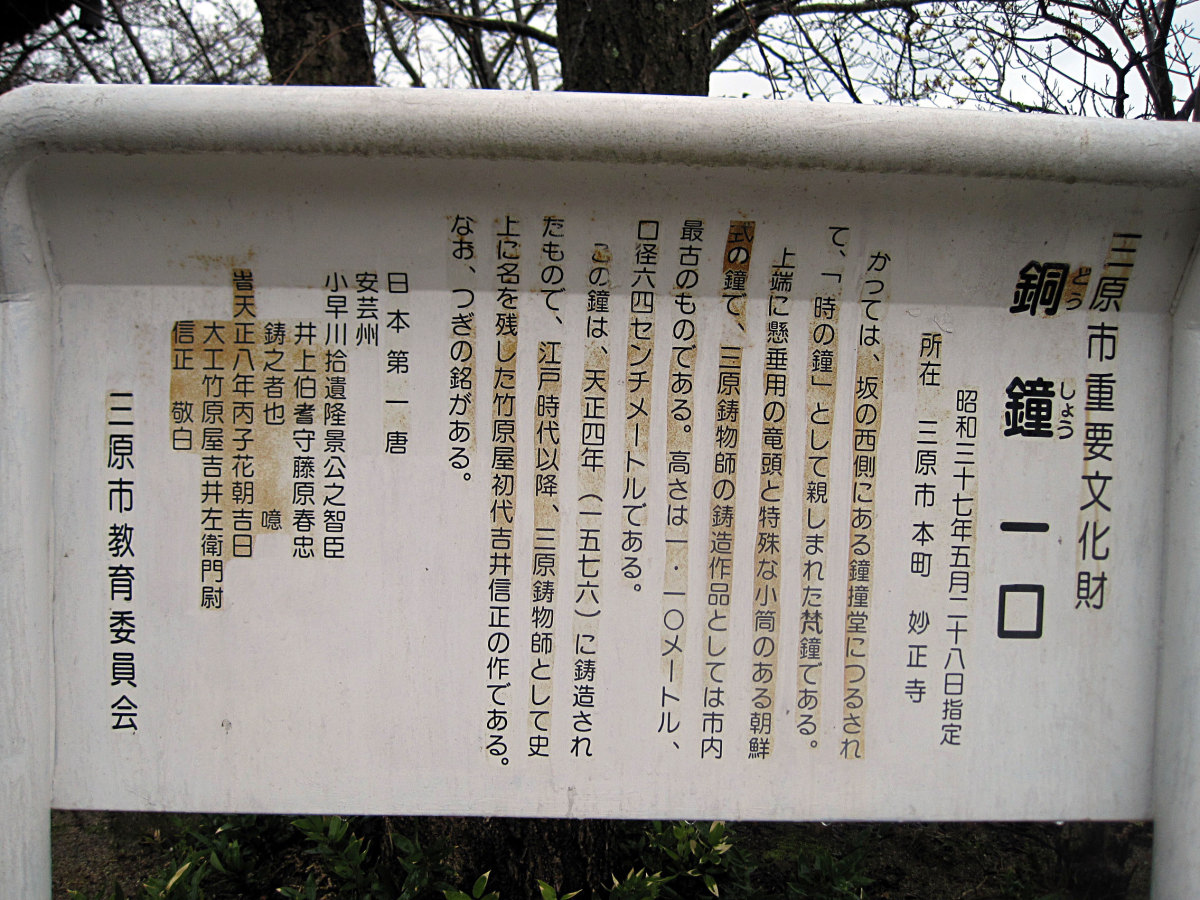 三原市重要文化財
銅鐘一口
どうしょう
昭和三十七年五月二十八日指定
所在 三原市本町 妙正寺
かつては、坂の西側にある鐘撞堂につるされ
て、「時の鐘」として親しまれた梵鐘である。
上端に懸垂用の竜頭と特殊な小筒のある朝鮮
式の鐘で、三原鋳物師の鋳造作品としては市内
最古のものである。高さは一・一〇メートル、
口径六四センチメートルである。
この鐘は、天正四年（一五七六）に鋳造され
たもので、江戸時代以降、三原鋳物師として史
上に名を残した竹原屋初代吉井信正の作である。
なお、つぎの銘がある。
日本第一唐
安芸州
小早川拾遺隆景公之智臣
井上伯耆守藤原春忠
鋳之者也 噫
旹天正八年丙子花朝吉日
大工竹原屋吉井左衛門尉
信正 敬白
三原市教育委員会